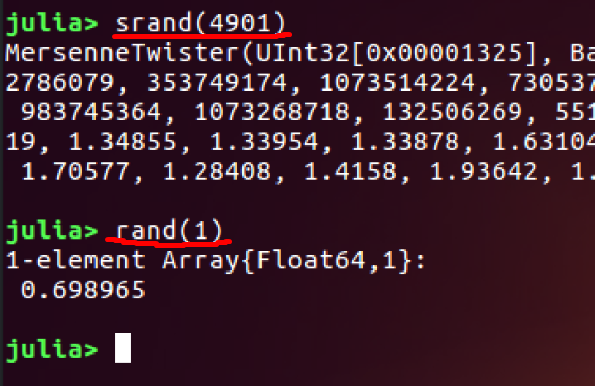 julia> srand(4901)
MersenneTwister(UInt32[0x00001325], Ba
2786079, 353749174, 1073514224, 730537
983745364, 1073268718, 132506269, 551
19, 1.34855, 1.33954, 1.33878, 1.63104
1.70577, 1.28408, 1.4158, 1.93642, 1.
julia> rand(1)
1-element Array{Float64,1}:
0.698965
julia>